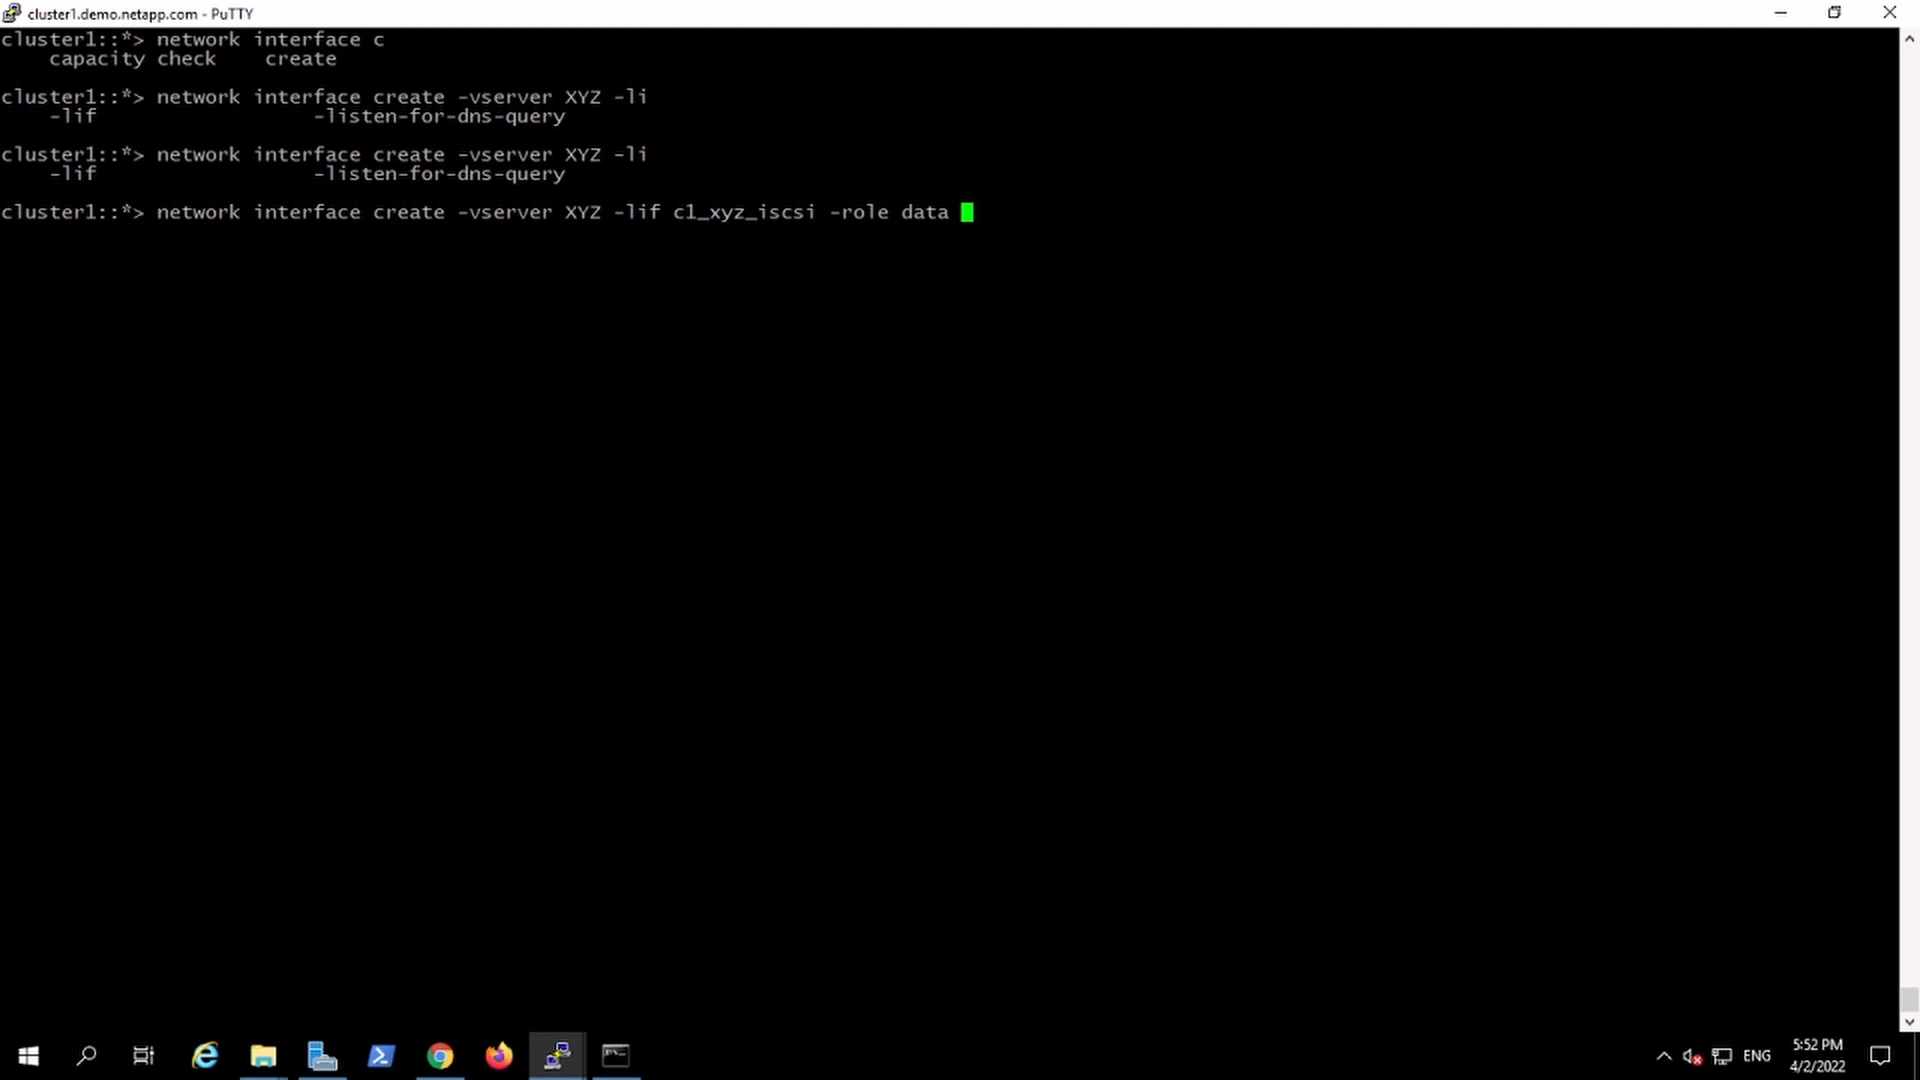 cluster1.demo.netapp.com - PuTTY
cluster1::*> network interface c
capacity check create
cluster1::*> network interface create -vserver XYZ -li
-lif -listen-for-dns-query
cluster1::*> network interface create -vserver XYZ -li
-lif -listen-for-dns-query
cluster1::*> network interface create -vserver XYZ -lif c1_xyz_iscsi -role data
ENG
5:52 PM
4/2/2022